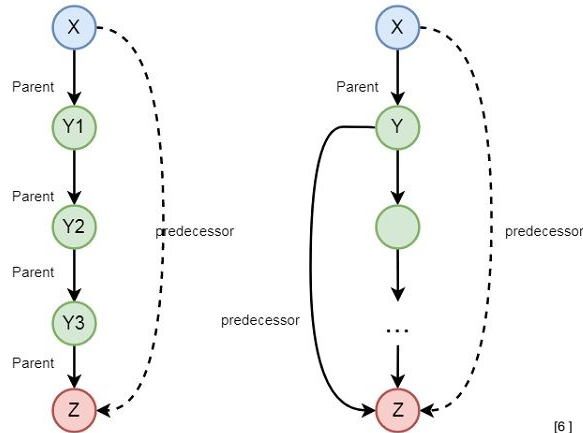 X
Parent
Y1
Parent
Y2
predecessor
Parent
Y3
Parent
Z
X
Parent
Y
predecessor
predecessor
...
Z
[6 ]